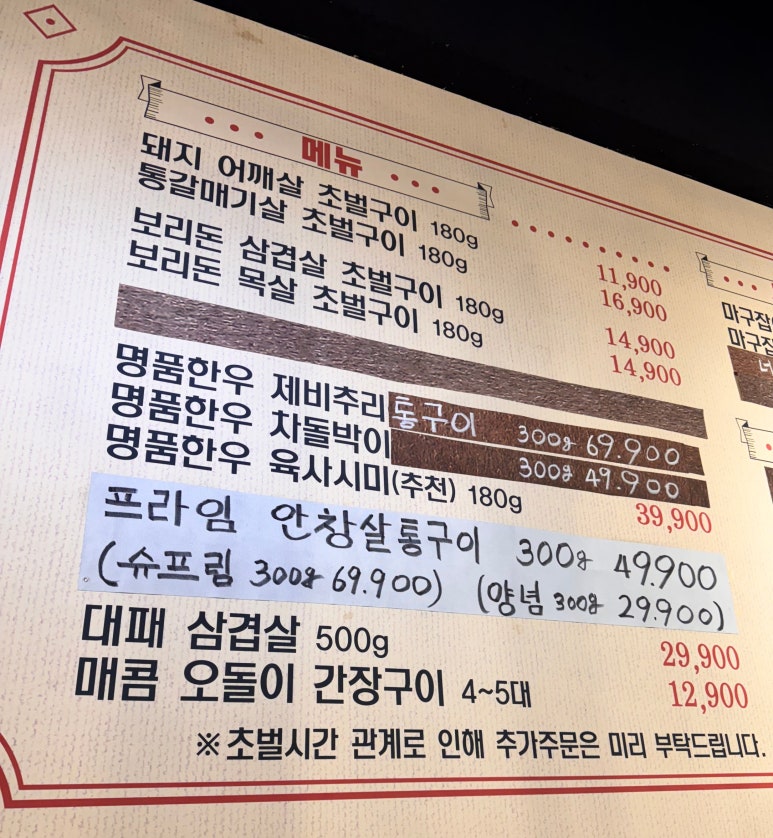 메뉴
돼지 어깨살 초벌구이 180g 11,900
통갈매기살 초벌구이 180g 16,900
보리돈 삼겹살 초벌구이 180g 14,900
보리돈 목살 초벌구이 180g 14,900
명품한우 제비추리 통구이 300g 69.900
명품한우 차돌박이 300g 49.900
명품한우 육사시미(추천) 180g 39,900
프라임 안창살통구이 300g 49.900
(슈프림 300g 69.900) (양념 300g 29.900)
대패 삼겹살 500g 29,900
매콤 오돌이 간장구이 4~5대 12,900
※초벌시간 관계로 인해 추가주문은 미리 부탁드립니다.
마구잡
마구잡